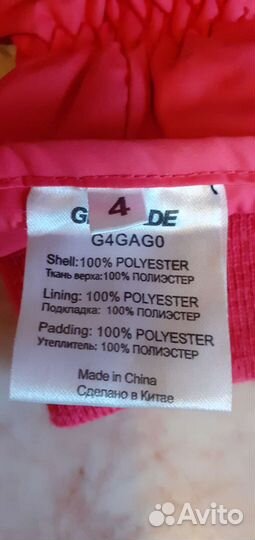 4
G4GAG0
Shell:100% POLYESTER
Ткань верха:100% ПОЛИЭСТЕР
Lining: 100% POLYESTER
Подкладка: 100% ПОЛИЭСТЕР
Padding: 100% POLYESTER
Утеплитель: 100% ПОЛИЭСТЕР
Made in China
Сделано в Китае
Avito